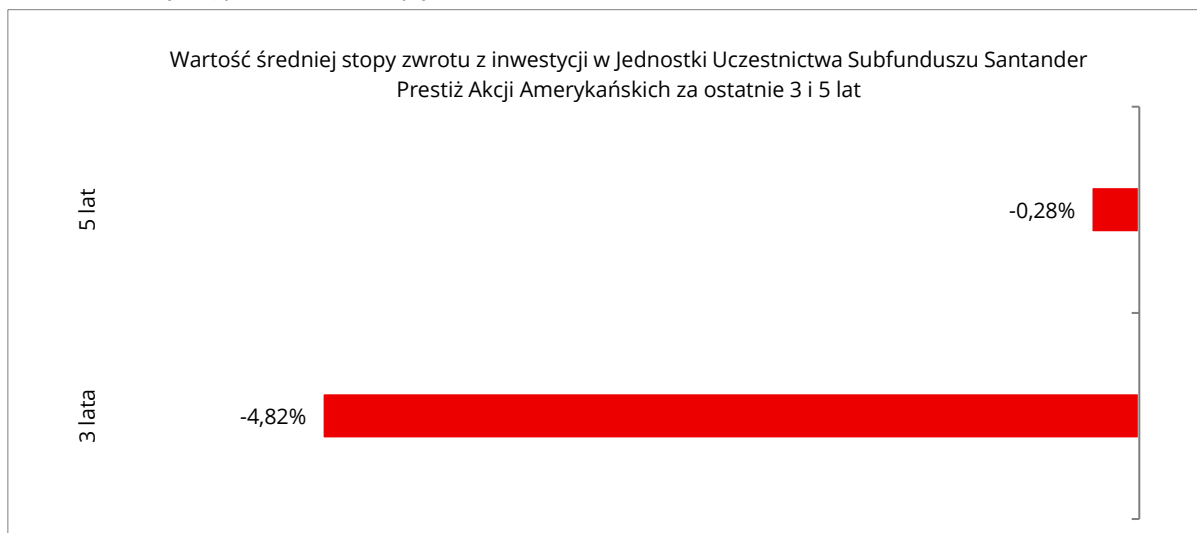 Wartość średniej stopy zwrotu z inwestycji w Jednostki Uczestnictwa Subfunduszu Santander
Prestiż Akcji Amerykańskich za ostatnie 3 i 5 lat
5 lat
-0,28%
3 lata
-4,82%